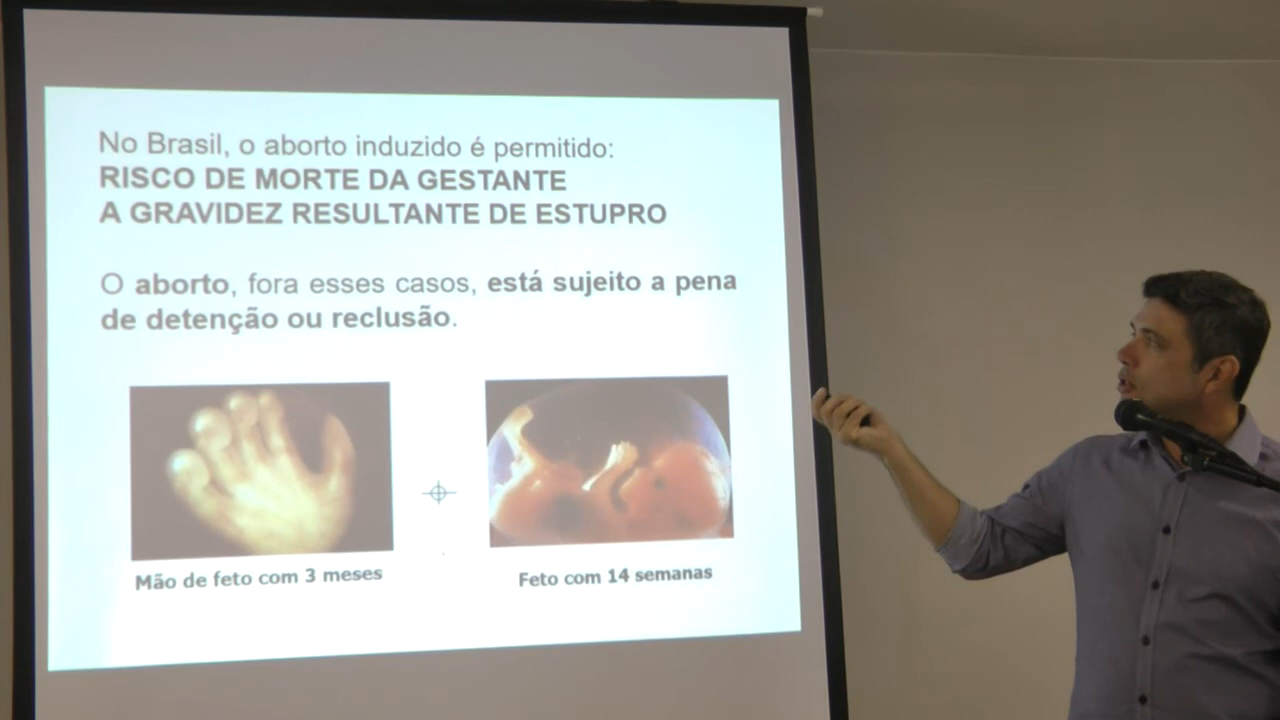 No Brasil, o aborto induzido é permitido:
RISCO DE MORTE DA GESTANTE
A GRAVIDEZ RESULTANTE DE ESTUPRO
O aborto, fora esses casos, está sujeito a pena
de detenção ou reclusão.
Mão de feto com 3 meses
Feto com 14 semanas